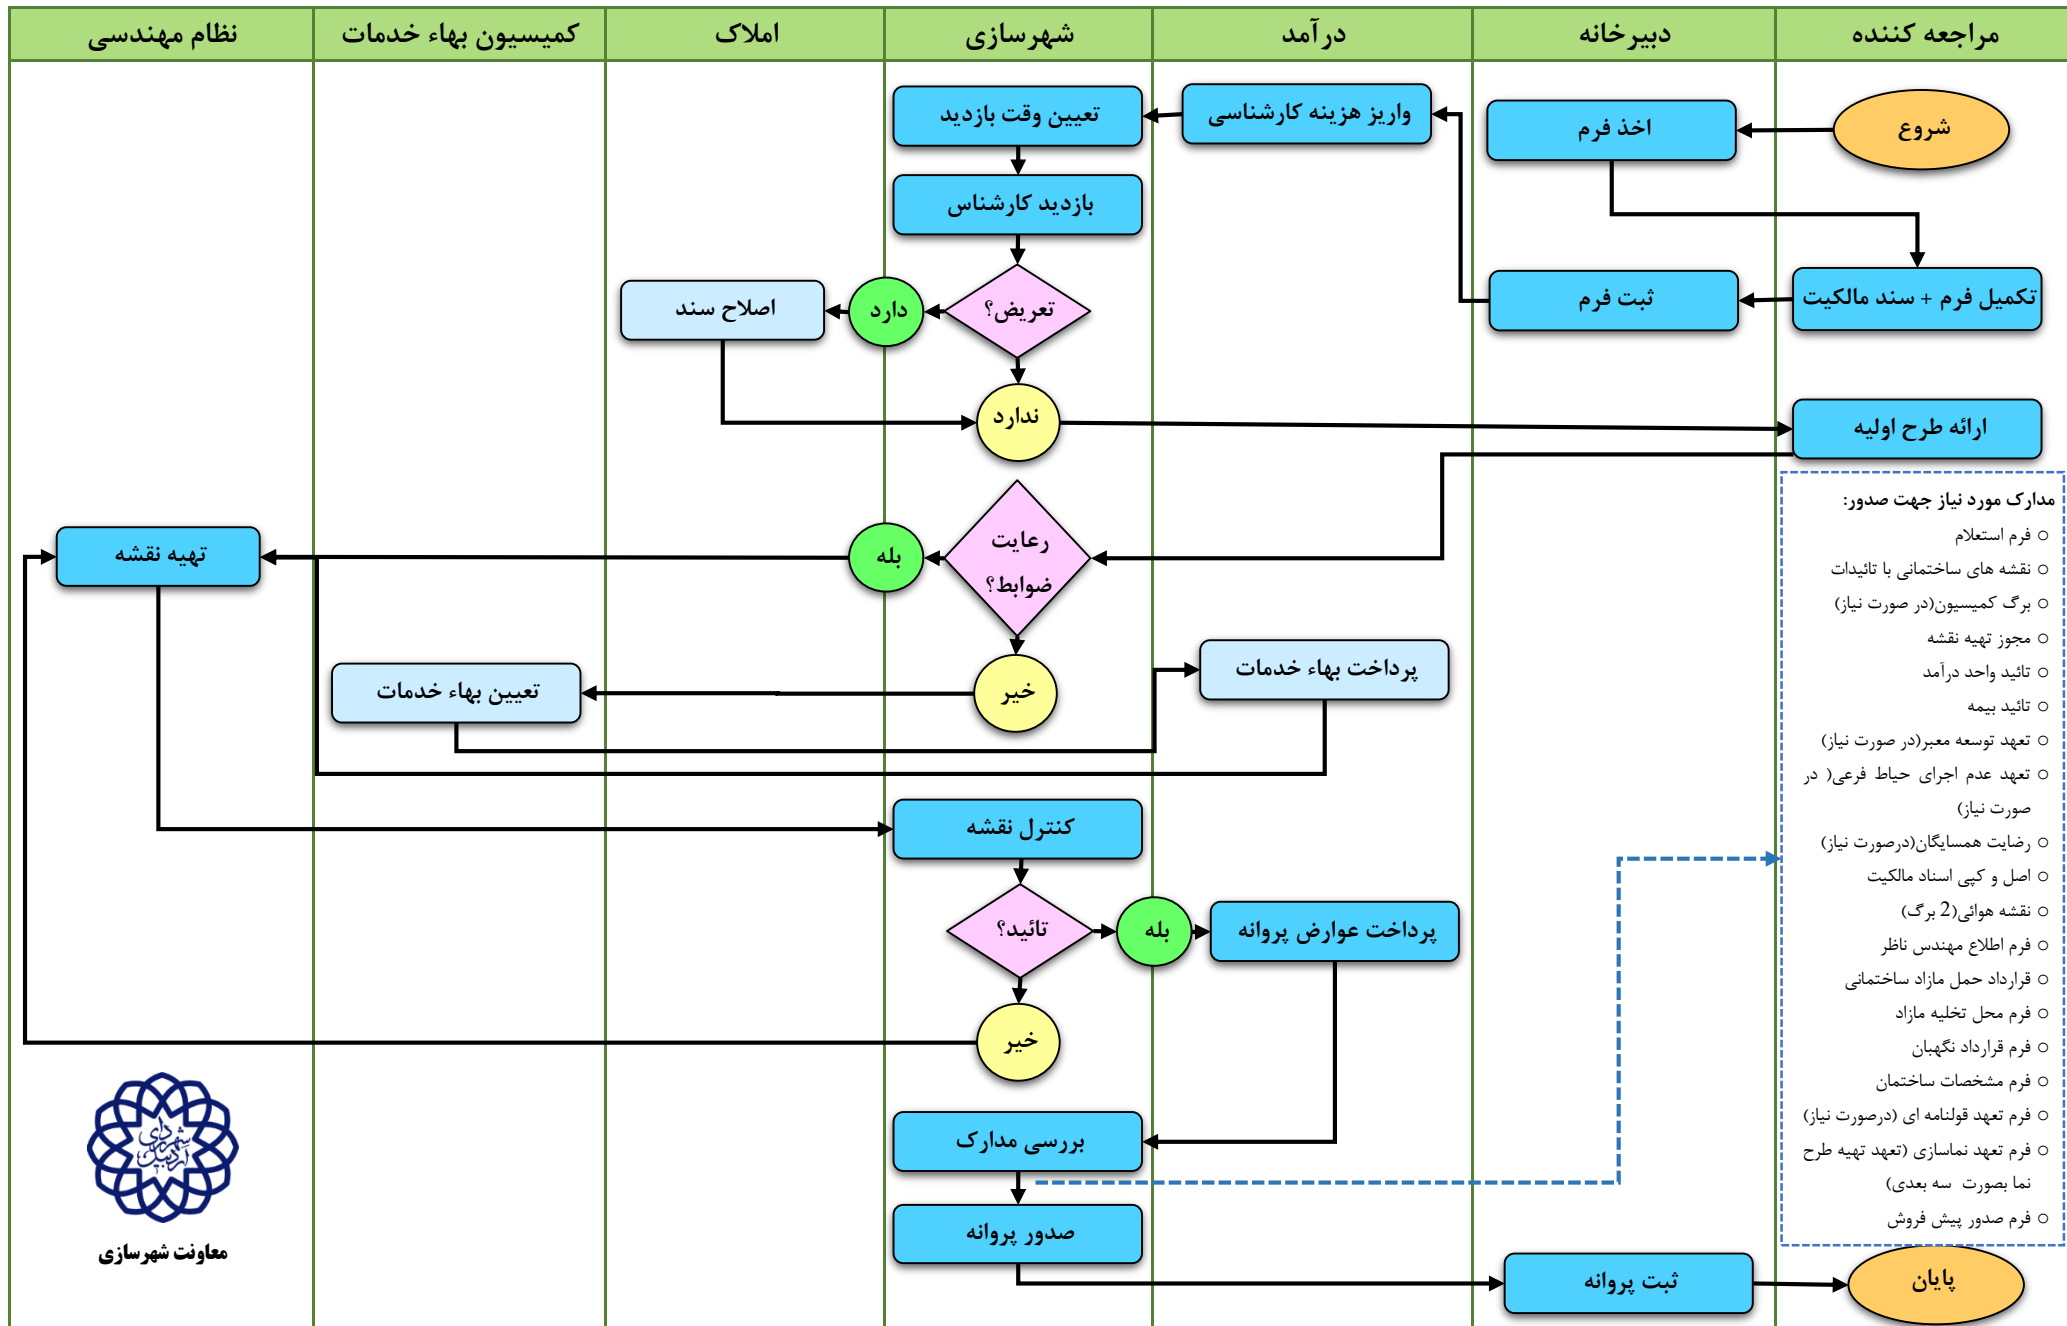 مراجعه کننده
دبیرخانه
درآمد
شهرسازی
املاک
کمیسیون بهاء خدمات
نظام مهندسی
شروع
اخذ فرم
واریز هزینه کارشناسی
تعیین وقت بازدید
بازدید کارشناس
تکمیل فرم + سند مالکیت
ثبت فرم
تعریض؟
دارد
اصلاح سند
ندارد
ارائه طرح اولیه
مدارک مورد نیاز جهت صدور:
○ فرم استعلام
○ نقشه های ساختمانی با تائیدات
○ برگ کمیسیون(در صورت نیاز)
○ مجوز تهیه نقشه
○ تائید واحد درآمد
○ تائید بیمه
○ تعهد توسعه معبر(در صورت نیاز)
○ تعهد عدم اجرای حیاط فرعی( در
صورت نیاز)
○ رضایت همسایگان(درصورت نیاز)
○ اصل و کپی اسناد مالکیت
○ نقشه هوائی(2 برگ)
○ فرم اطلاع مهندس ناظر
○ قرارداد حمل مازاد ساختمانی
○ فرم محل تخلیه مازاد
○ فرم قرارداد نگهبان
○ فرم مشخصات ساختمان
○ فرم تعهد قولنامه ای (درصورت نیاز)
○ فرم تعهد نماسازی (تعهد تهیه طرح
نما بصورت سه بعدی)
○ فرم صدور پیش فروش
رعایت
ضوابط؟
بله
تهیه نقشه
خیر
تعیین بهاء خدمات
پرداخت بهاء خدمات
کنترل نقشه
تائید؟
بله
پرداخت عوارض پروانه
خیر
بررسی مدارک
صدور پروانه
ثبت پروانه
پایان
شهرداری
اردبیل
معاونت شهرسازی